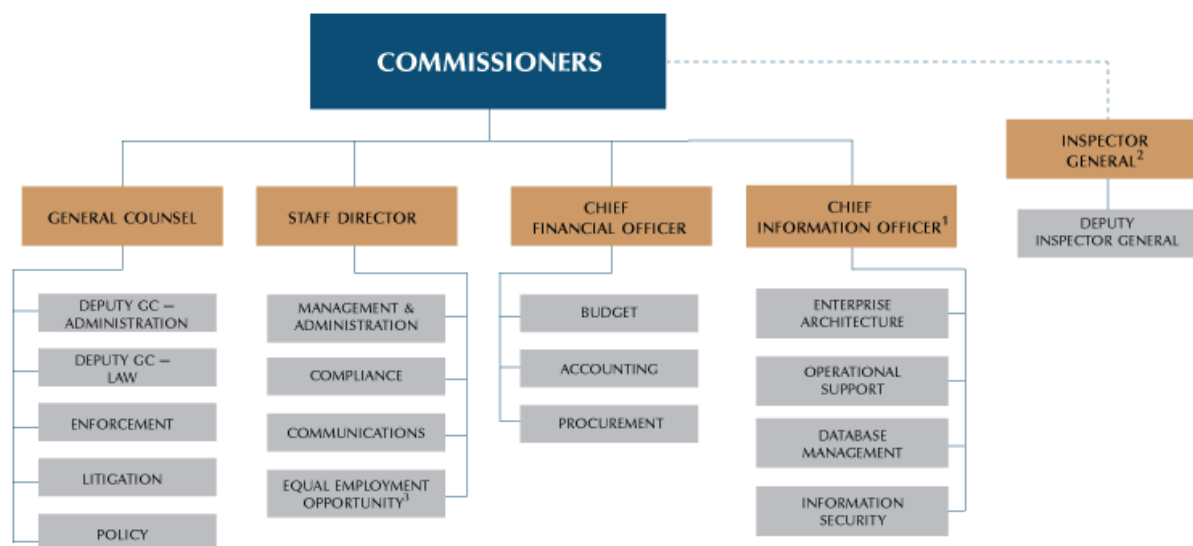 COMMISSIONERS
INSPECTOR
GENERAL²
DEPUTY
INSPECTOR GENERAL
GENERAL COUNSEL
DEPUTY GC –
ADMINISTRATION
DEPUTY GC –
LAW
ENFORCEMENT
LITIGATION
POLICY
STAFF DIRECTOR
MANAGEMENT &
ADMINISTRATION
COMPLIANCE
COMMUNICATIONS
EQUAL EMPLOYMENT
OPPORTUNITY³
CHIEF
FINANCIAL OFFICER
BUDGET
ACCOUNTING
PROCUREMENT
CHIEF
INFORMATION OFFICER¹
ENTERPRISE
ARCHITECTURE
OPERATIONAL
SUPPORT
DATABASE
MANAGEMENT
INFORMATION
SECURITY